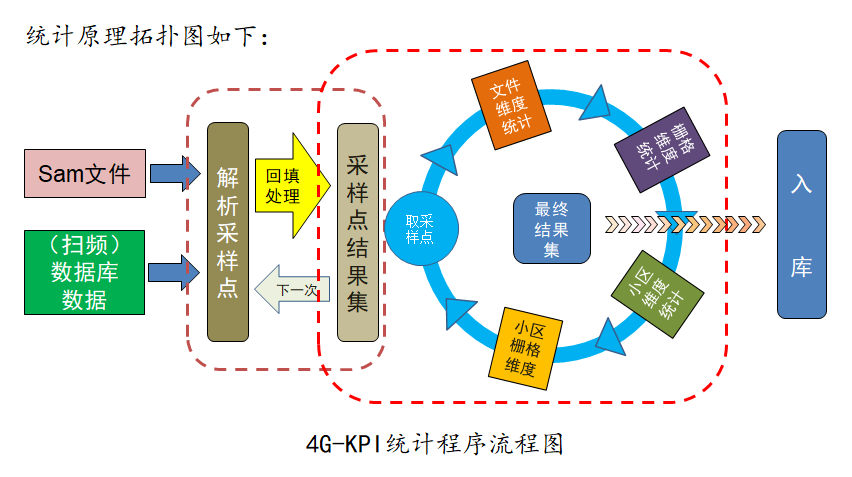 统计原理拓扑图如下：
Sam文件
（扫频）
数据库
数据
解
析
采
样
点
回填
处理
下一次
采
样
点
结
果
集
取采
样点
文件
维度
统计
栅格
维度
统计
小区
维度
统计
小区
栅格
维度
最终
结果
集
入
库
4G-KPI统计程序流程图